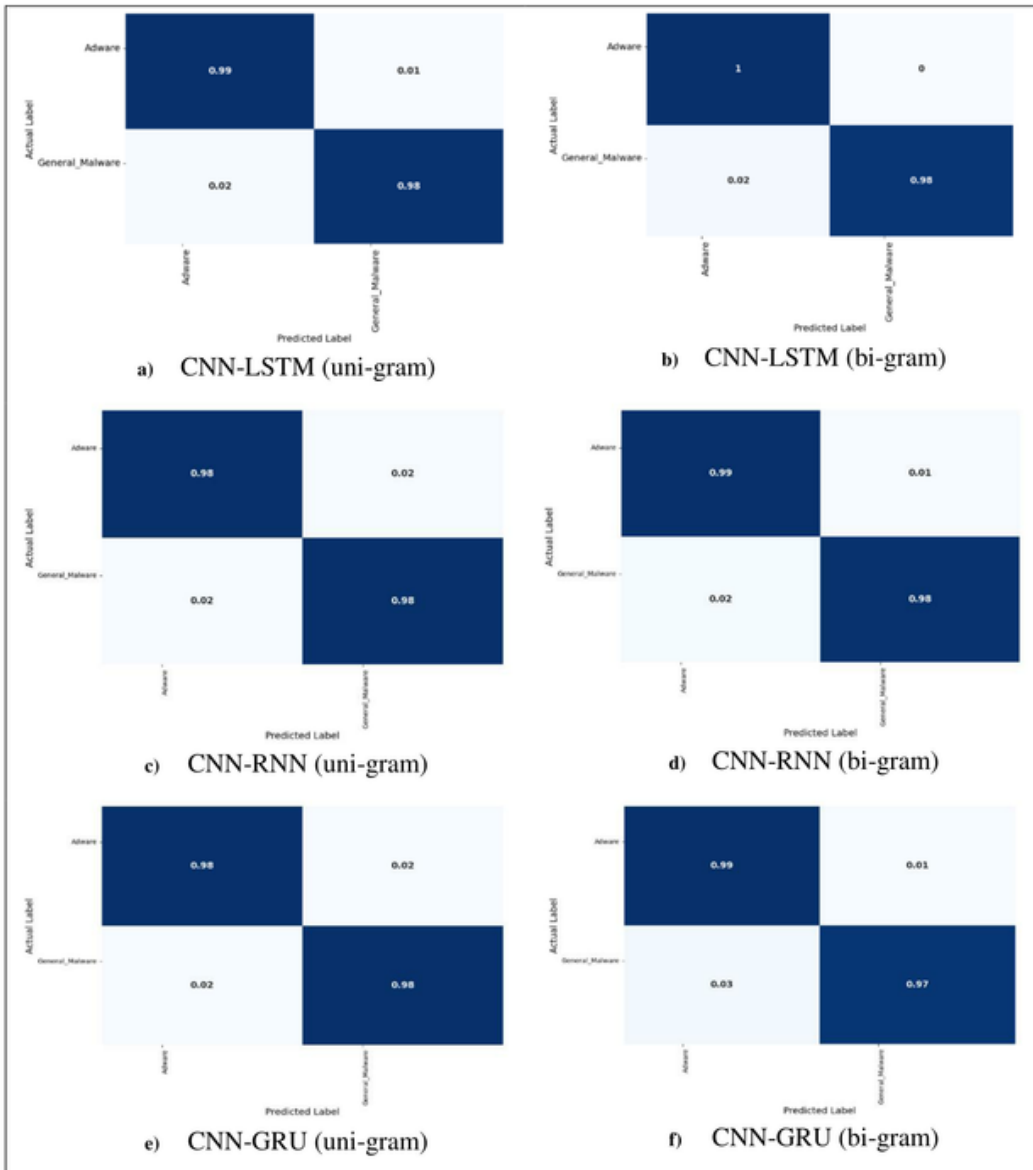 Adware
0.99 0.01
Actual Label
General_Malware
0.02 0.98
Adware
General_Malware
Predicted Label
a) CNN-LSTM (uni-gram)
Adware
1 0
Actual Label
General_Malware
0.02 0.98
Adware
General_Malware
Predicted Label
b) CNN-LSTM (bi-gram)
Adware
0.98 0.02
Actual Label
General_Malware
0.02 0.98
Adware
General_Malware
Predicted Label
c) CNN-RNN (uni-gram)
Adware
0.99 0.01
Actual Label
General_Malware
0.02 0.98
Adware
General_Malware
Predicted Label
d) CNN-RNN (bi-gram)
Adware
0.98 0.02
Actual Label
General_Malware
0.02 0.98
Adware
General_Malware
Predicted Label
e) CNN-GRU (uni-gram)
Adware
0.99 0.01
Actual Label
General_Malware
0.03 0.97
Adware
General_Malware
Predicted Label
f) CNN-GRU (bi-gram)